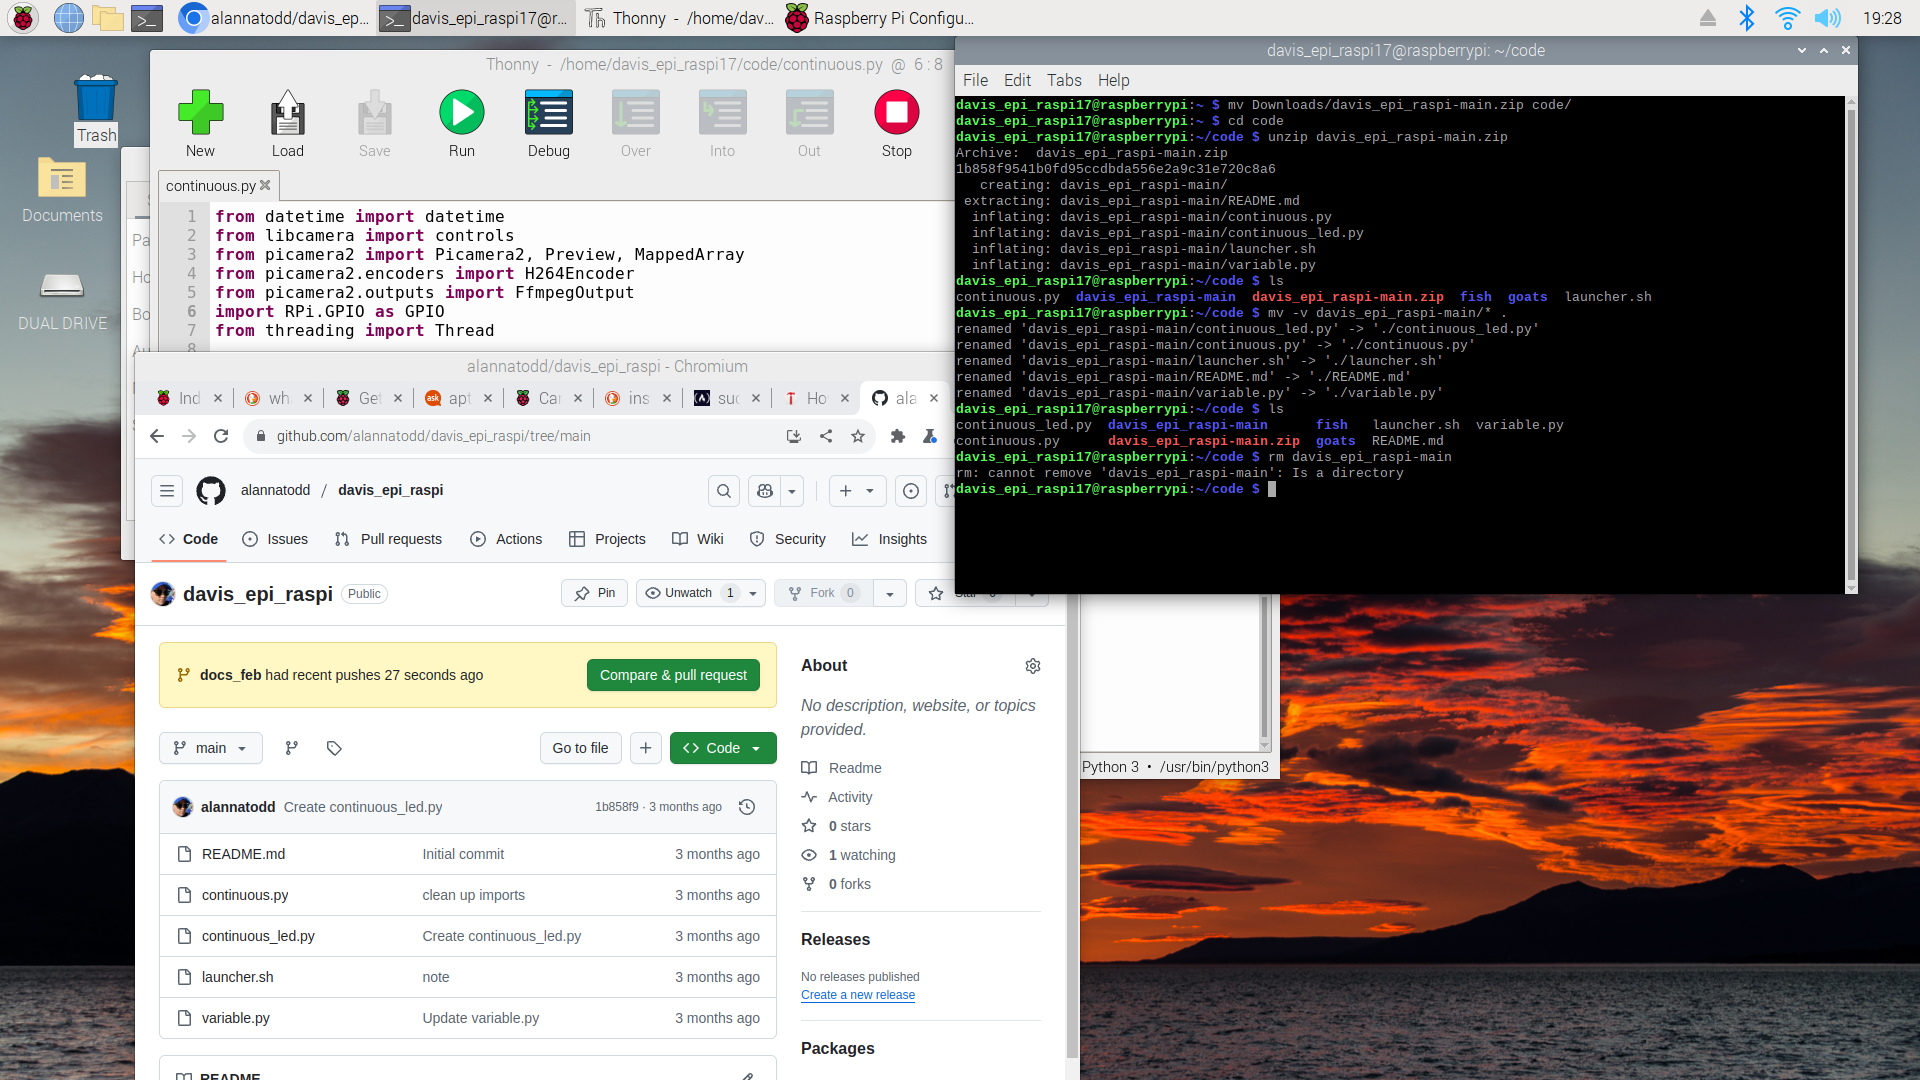 alannatodd/davis_ep...
davis_epi_raspi17@r...
Thonny  -  /home/dav...
Raspberry Pi Configu...
19:28
Trash
Documents
DUAL DRIVE
Thonny  -  /home/davis_epi_raspi17/code/continuous.py  @  6 : 8
New
Load
Save
Run
Debug
Over
Into
Out
Stop
continuous.py
1 from datetime import datetime
2 from libcamera import controls
3 from picamera2 import Picamera2, Preview, MappedArray
4 from picamera2.encoders import H264Encoder
5 from picamera2.outputs import FfmpegOutput
6 import RPi.GPIO as GPIO
7 from threading import Thread
8
Pa
Ho
Bo
Python 3  •  /usr/bin/python3
davis_epi_raspi17@raspberrypi: ~/code
File Edit Tabs Help
davis_epi_raspi17@raspberrypi:~ $ mv Downloads/davis_epi_raspi-main.zip code/
davis_epi_raspi17@raspberrypi:~ $ cd code
davis_epi_raspi17@raspberrypi:~/code $ unzip davis_epi_raspi-main.zip
Archive:  davis_epi_raspi-main.zip
1b858f9541b0fd95ccdbda556e2a9c31e720c8a6
   creating: davis_epi_raspi-main/
 extracting: davis_epi_raspi-main/README.md
  inflating: davis_epi_raspi-main/continuous.py
  inflating: davis_epi_raspi-main/continuous_led.py
  inflating: davis_epi_raspi-main/launcher.sh
  inflating: davis_epi_raspi-main/variable.py
davis_epi_raspi17@raspberrypi:~/code $ ls
continuous.py  davis_epi_raspi-main  davis_epi_raspi-main.zip  fish  goats  launcher.sh
davis_epi_raspi17@raspberrypi:~/code $ mv -v davis_epi_raspi-main/* .
renamed 'davis_epi_raspi-main/continuous_led.py' -> './continuous_led.py'
renamed 'davis_epi_raspi-main/continuous.py' -> './continuous.py'
renamed 'davis_epi_raspi-main/launcher.sh' -> './launcher.sh'
renamed 'davis_epi_raspi-main/README.md' -> './README.md'
renamed 'davis_epi_raspi-main/variable.py' -> './variable.py'
davis_epi_raspi17@raspberrypi:~/code $ ls
continuous_led.py  davis_epi_raspi-main      fish   launcher.sh  variable.py
continuous.py      davis_epi_raspi-main.zip  goats  README.md
davis_epi_raspi17@raspberrypi:~/code $ rm davis_epi_raspi-main
rm: cannot remove 'davis_epi_raspi-main': Is a directory
davis_epi_raspi17@raspberrypi:~/code $
alannatodd/davis_epi_raspi - Chromium
Ind
wh
Get
ask apt
Car
ins
suc
Ho
ala
github.com/alannatodd/davis_epi_raspi/tree/main
alannatodd / davis_epi_raspi
Code
Issues
Pull requests
Actions
Projects
Wiki
Security
Insights
davis_epi_raspi Public
Pin
Unwatch 1
Fork 0
docs_feb had recent pushes 27 seconds ago
Compare & pull request
main
Go to file
Code
alannatodd Create continuous_led.py 1b858f9 · 3 months ago
README.md Initial commit 3 months ago
continuous.py clean up imports 3 months ago
continuous_led.py Create continuous_led.py 3 months ago
launcher.sh note 3 months ago
variable.py Update variable.py 3 months ago
README
About
No description, website, or topics
provided.
Readme
Activity
0 stars
1 watching
0 forks
Releases
No releases published
Create a new release
Packages